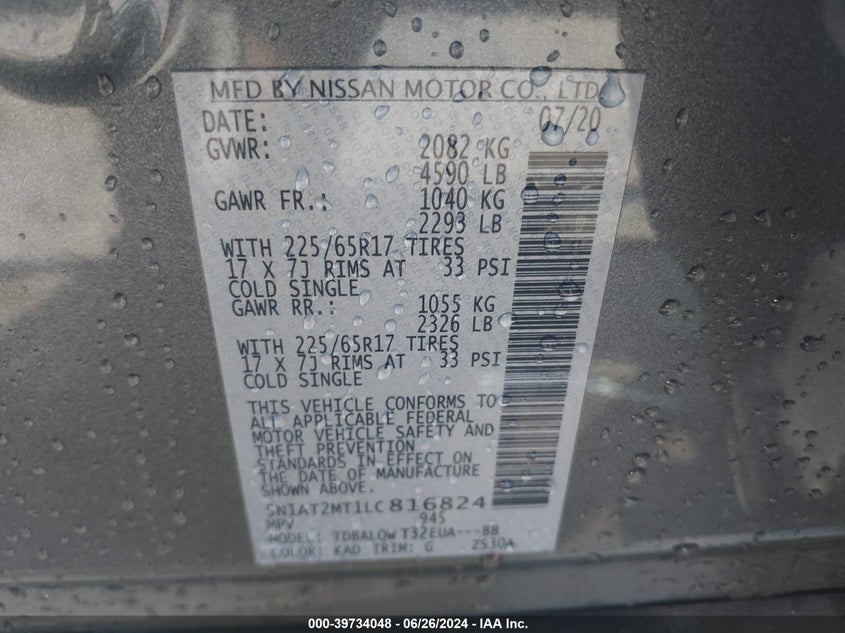 MFD BY NISSAN MOTOR CO., LTD
DATE: 07/20
GVWR: 2082 KG
4590 LB
GAWR FR.: 1040 KG
2293 LB
WITH 225/65R17 TIRES
17 X 7J RIMS AT 33 PSI
COLD SINGLE
GAWR RR.: 1055 KG
2326 LB
WITH 225/65R17 TIRES
17 X 7J RIMS AT 33 PSI
COLD SINGLE
THIS VEHICLE CONFORMS TO
ALL APPLICABLE FEDERAL
MOTOR VEHICLE SAFETY AND
THEFT PREVENTION
STANDARDS IN EFFECT ON
THE DATE OF MANUFACTURE
SHOWN ABOVE.
5N1AT2MT1LC816824
MPV 945
MODEL: TDBALQW T32EUA---BB
COLOR: KAD TRIM: G 2S30A
000-39734048 - 06/26/2024 - IAA Inc.